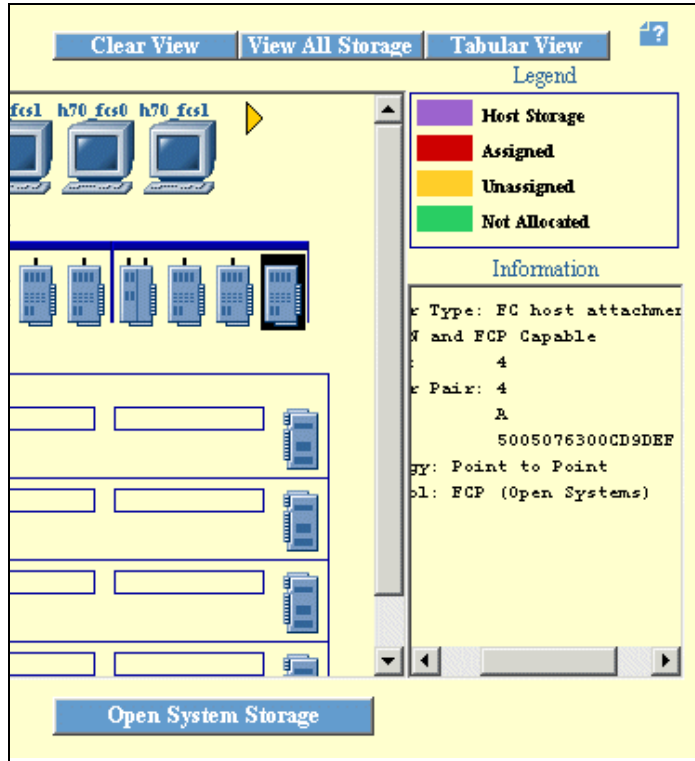 Clear View View All Storage Tabular View
Legend
fcs1 h70_fcs0 h70_fcs1
Host Storage
Assigned
Unassigned
Not Allocated
Information
r Type: FC host attachmen
N and FCP Capable
: 4
r Pair: 4
A
5005076300CD9DEF
gy: Point to Point
ol: FCP (Open Systems)
Open System Storage